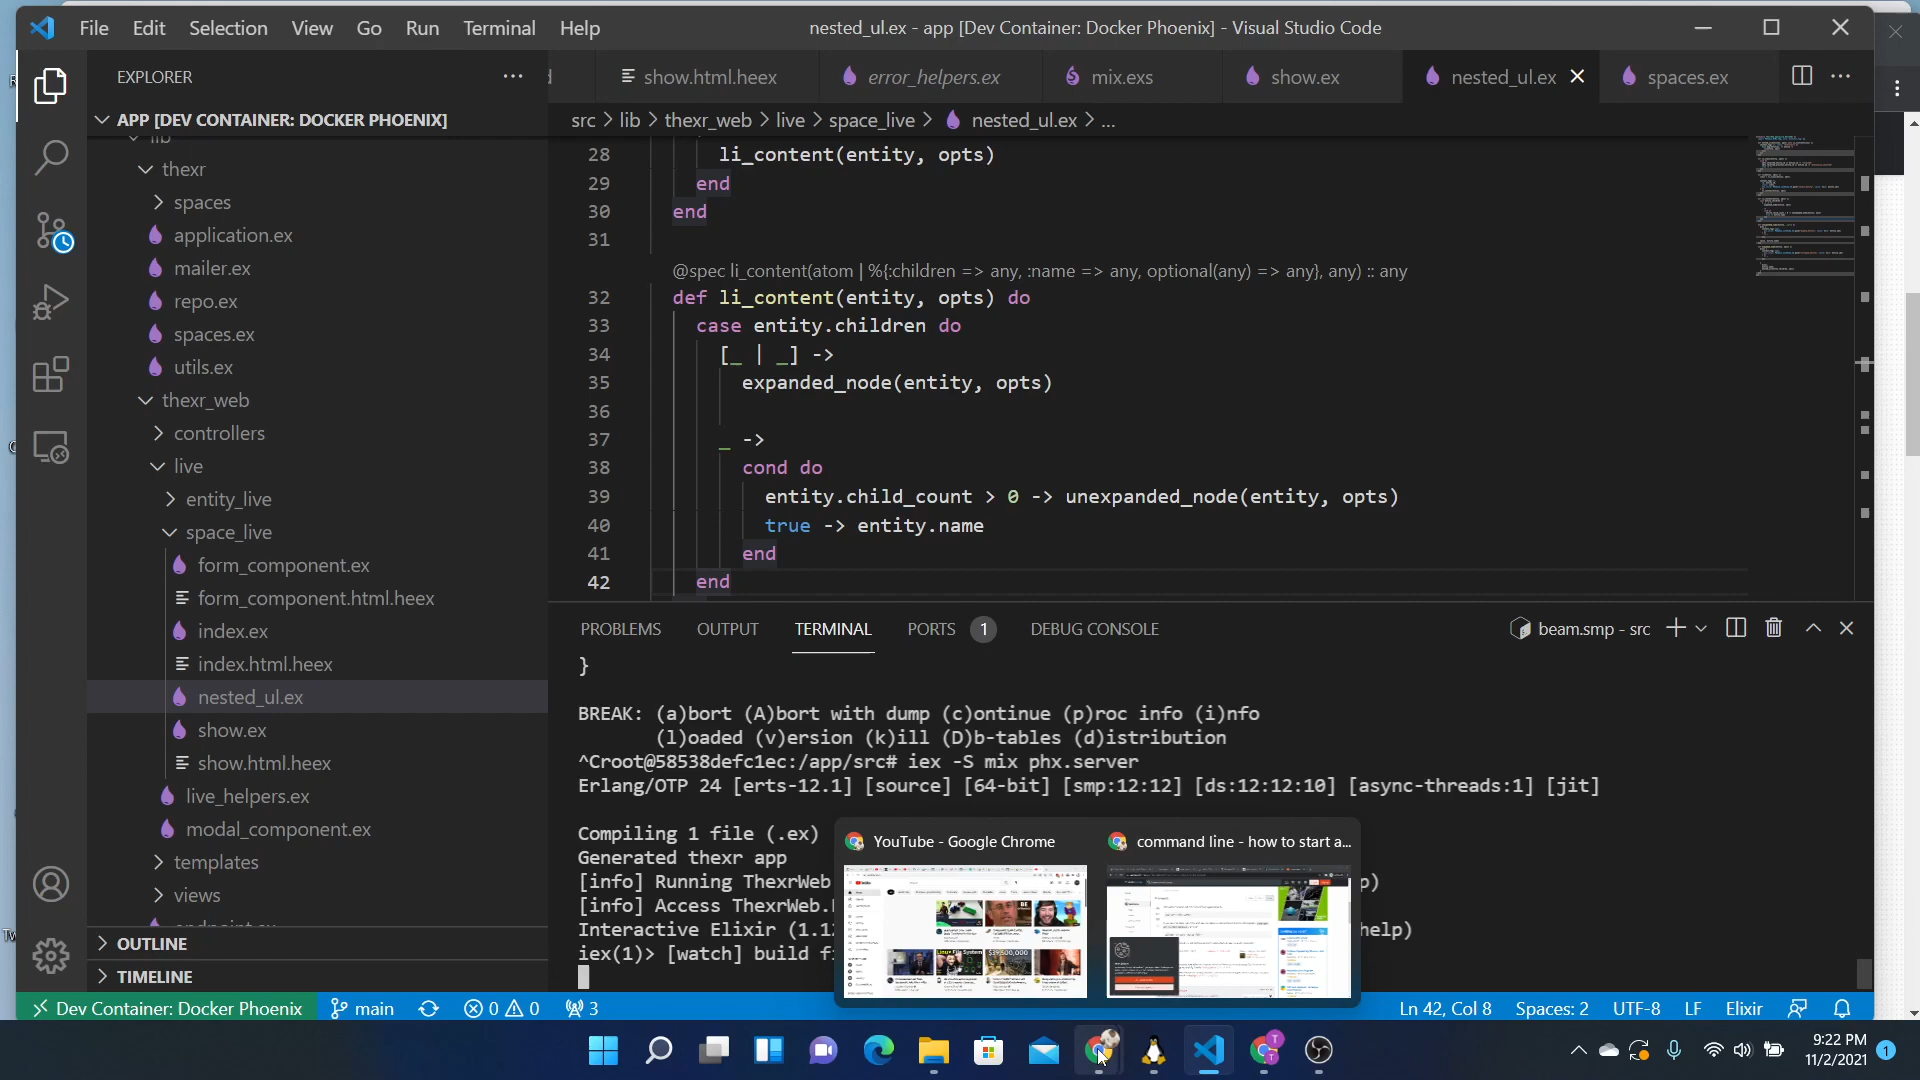 File Edit Selection View Go Run Terminal Help
nested_ul.ex - app [Dev Container: Docker Phoenix] - Visual Studio Code
EXPLORER
show.html.heex error_helpers.ex mix.exs show.ex nested_ul.ex spaces.ex
APP [DEV CONTAINER: DOCKER PHOENIX]
src > lib > thexr_web > live > space_live > nested_ul.ex > ...
lib
thexr
spaces
application.ex
mailer.ex
repo.ex
spaces.ex
utils.ex
thexr_web
controllers
live
entity_live
space_live
form_component.ex
form_component.html.heex
index.ex
index.html.heex
nested_ul.ex
show.ex
show.html.heex
live_helpers.ex
modal_component.ex
templates
views
endpoint.ex
OUTLINE
TIMELINE
28 li_content(entity, opts)
29 end
30 end
31
@spec li_content(atom | %{:children => any, :name => any, optional(any) => any}, any) :: any
32 def li_content(entity, opts) do
33 case entity.children do
34 [_ | _] ->
35 expanded_node(entity, opts)
36
37 _ ->
38 cond do
39 entity.child_count > 0 -> unexpanded_node(entity, opts)
40 true -> entity.name
41 end
42 end
PROBLEMS OUTPUT TERMINAL PORTS 1 DEBUG CONSOLE
beam.smp - src
}
BREAK: (a)bort (A)bort with dump (c)ontinue (p)roc info (i)nfo
(l)oaded (v)ersion (k)ill (D)b-tables (d)istribution
^Croot@58538defc1ec:/app/src# iex -S mix phx.server
Erlang/OTP 24 [erts-12.1] [source] [64-bit] [smp:12:12] [ds:12:12:10] [async-threads:1] [jit]
Compiling 1 file (.ex)
Generated thexr app
[info] Running ThexrWeb p)
[info] Access ThexrWeb.
Interactive Elixir (1.12 help)
iex(1)> [watch] build fi
YouTube - Google Chrome
command line - how to start a...
Dev Container: Docker Phoenix main 0 0 3
Ln 42, Col 8 Spaces: 2 UTF-8 LF Elixir
9:22 PM
11/2/2021
1